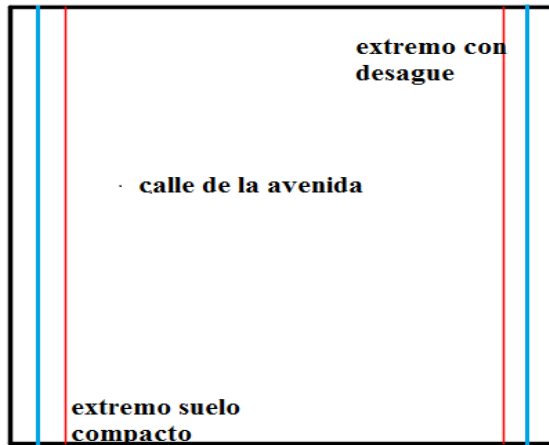 extremo con
desague
calle de la avenida
extremo suelo
compacto